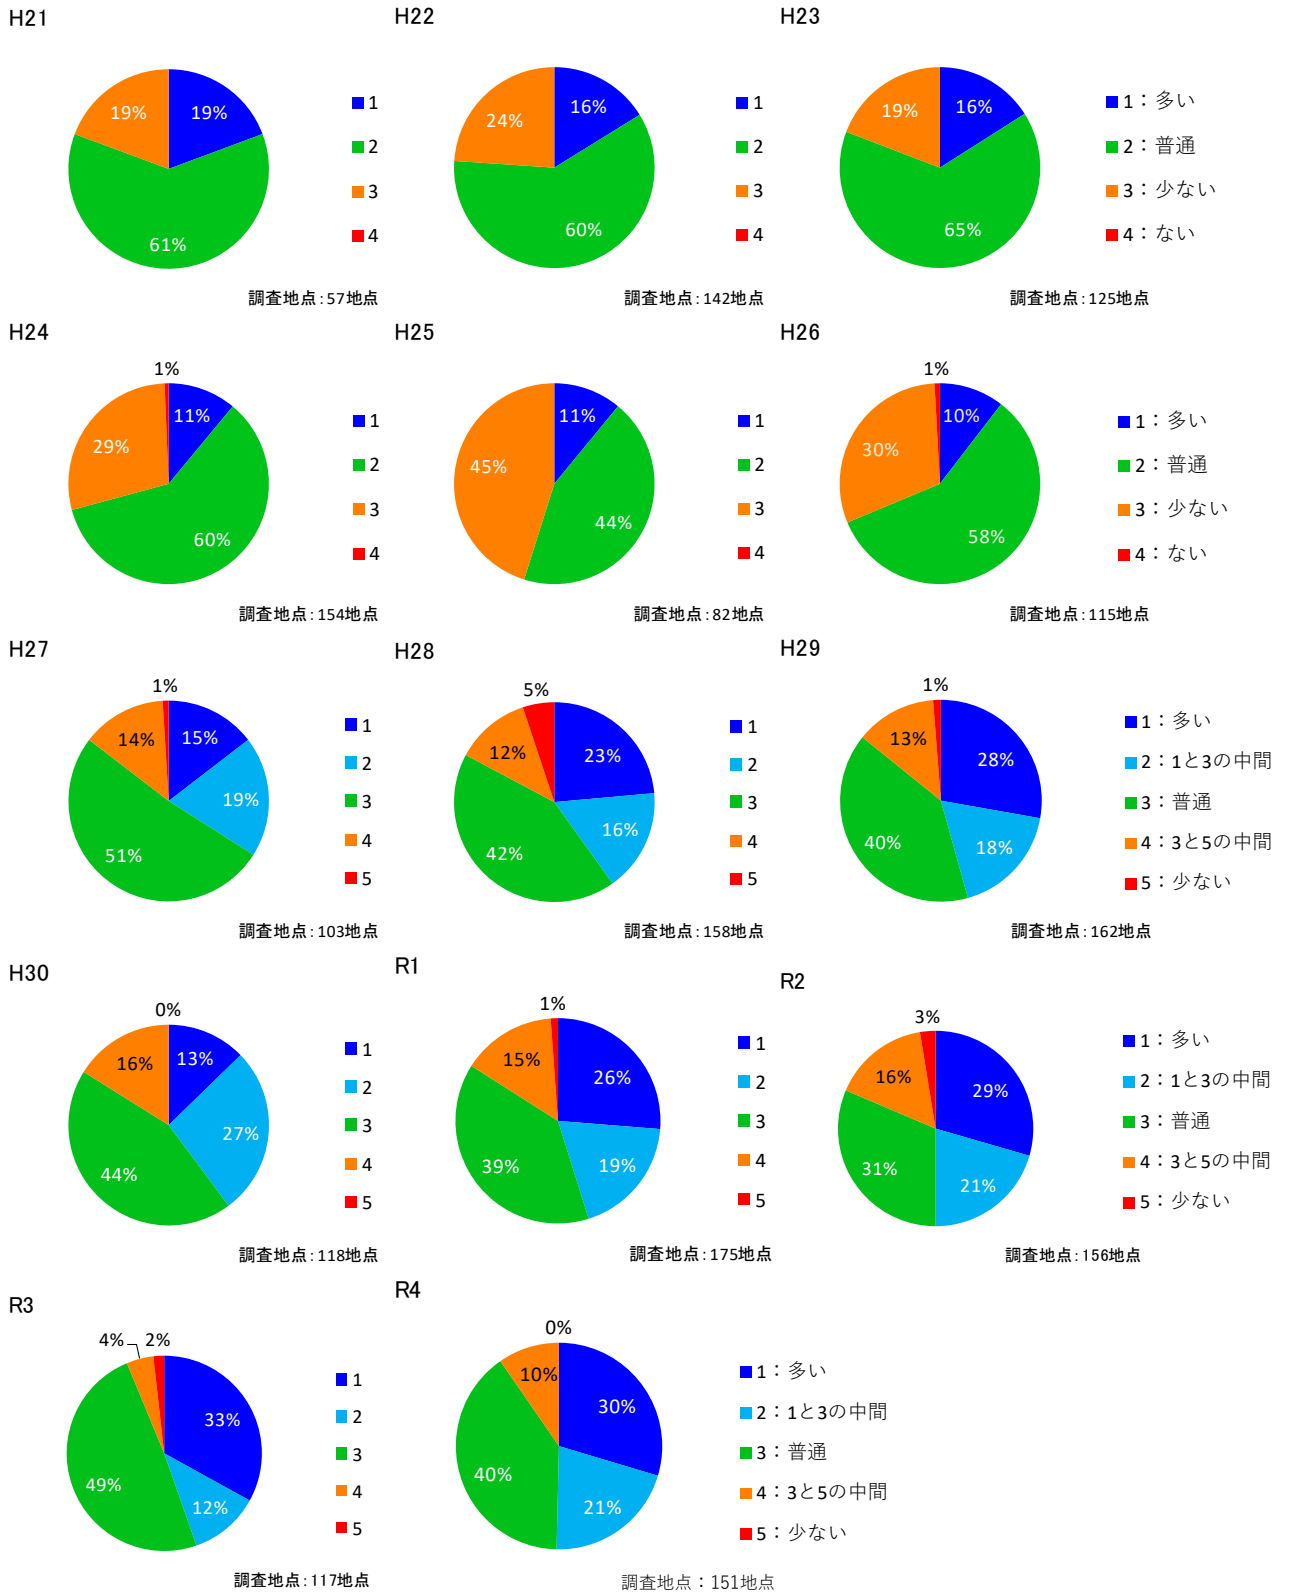 H21
19%
19%
61%
1
2
3
4
調査地点:57地点
H22
16%
24%
60%
1
2
3
4
調査地点:142地点
H23
16%
19%
65%
1：多い
2：普通
3：少ない
4：ない
調査地点:125地点
H24
1%
11%
29%
60%
1
2
3
4
調査地点:154地点
H25
11%
45%
44%
1
2
3
4
調査地点:82地点
H26
1%
10%
30%
58%
1：多い
2：普通
3：少ない
4：ない
調査地点:115地点
H27
1%
14%
15%
19%
51%
1
2
3
4
5
調査地点:103地点
H28
5%
12%
23%
16%
42%
1
2
3
4
5
調査地点:158地点
H29
1%
13%
28%
40%
18%
1：多い
2：1と3の中間
3：普通
4：3と5の中間
5：少ない
調査地点:162地点
H30
0%
16%
13%
27%
44%
1
2
3
4
5
調査地点:118地点
R1
1%
15%
26%
39%
19%
1
2
3
4
5
調査地点:175地点
R2
3%
16%
29%
31%
21%
1：多い
2：1と3の中間
3：普通
4：3と5の中間
5：少ない
調査地点:156地点
R3
4%
2%
33%
49%
12%
1
2
3
4
5
調査地点:117地点
R4
0%
10%
30%
40%
21%
1：多い
2：1と3の中間
3：普通
4：3と5の中間
5：少ない
調査地点：151地点